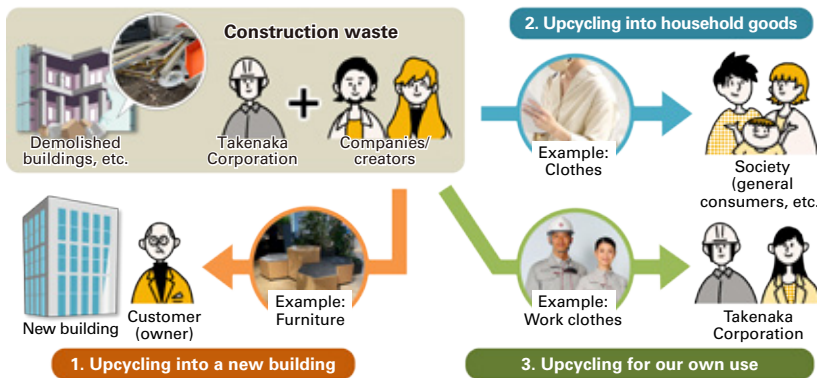 Construction waste
Demolished
buildings, etc.
Takenaka
Corporation
Companies/
creators
2. Upcycling into household goods
Example:
Clothes
Society
(general
consumers, etc.
New building
Customer
(owner)
Example:
Furniture
1. Upcycling into a new building
Example:
Work clothes
Takenaka
Corporation
3. Upcycling for our own use